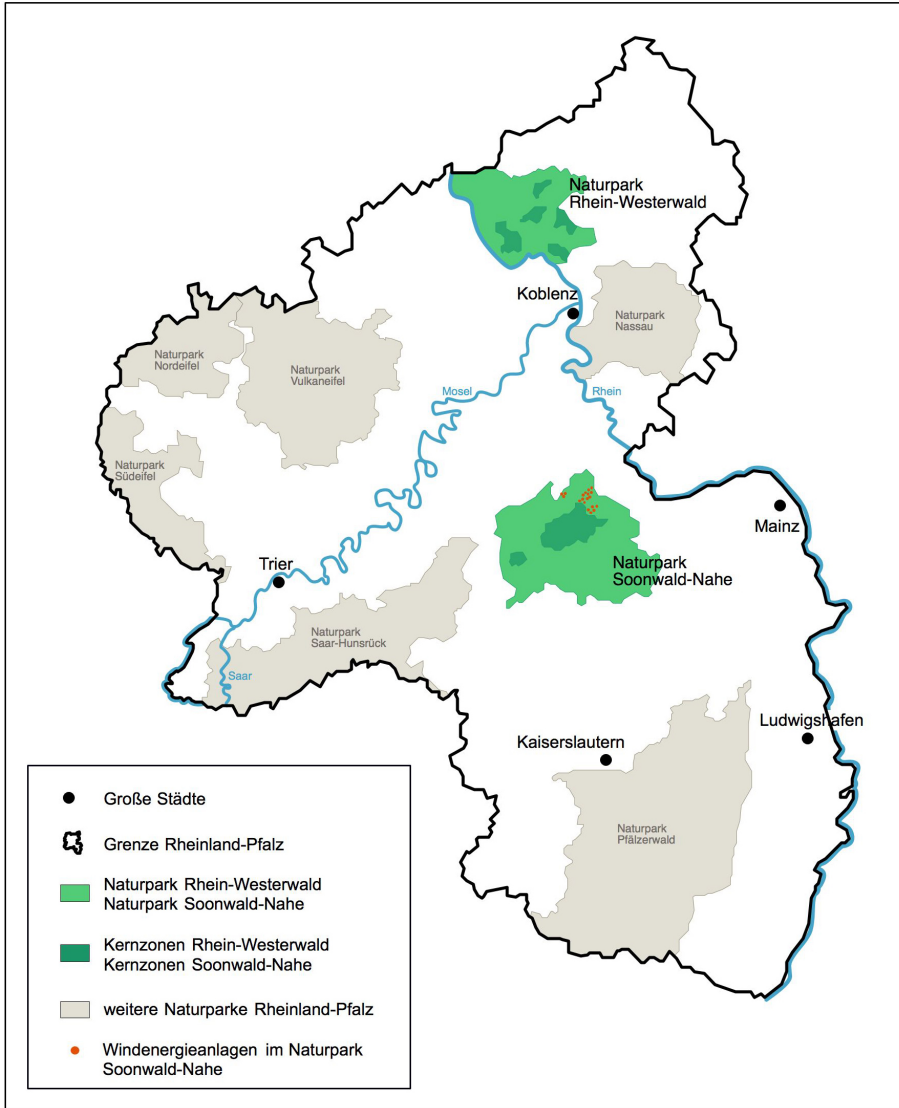 Naturpark
Rhein-Westerwald
Koblenz
Naturpark
Nassau
Naturpark
Nordeifel
Naturpark
Vulkaneifel
Mosel
Rhein
Naturpark
Südeifel
Mainz
Trier
Naturpark
Soonwald-Nahe
Naturpark
Saar-Hunsrück
Saar
Ludwigshafen
Kaiserslautern
Naturpark
Pfälzerwald
Große Städte
Grenze Rheinland-Pfalz
Naturpark Rhein-Westerwald
Naturpark Soonwald-Nahe
Kernzonen Rhein-Westerwald
Kernzonen Soonwald-Nahe
weitere Naturparke Rheinland-Pfalz
Windenergieanlagen im Naturpark
Soonwald-Nahe